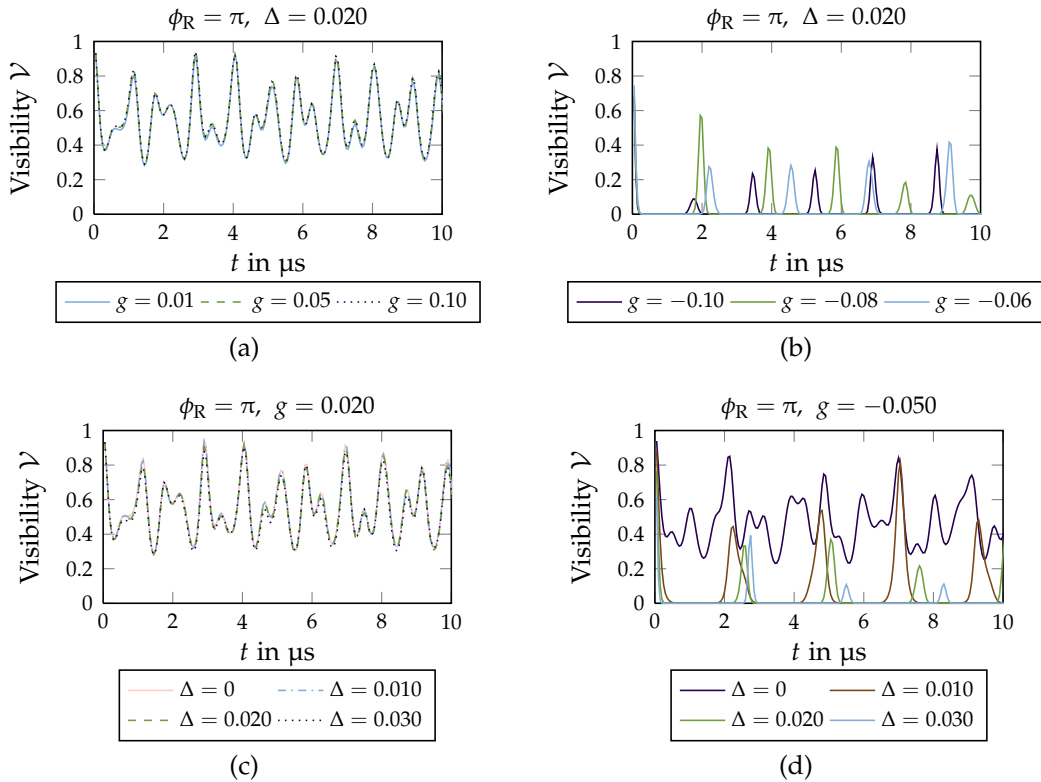 ϕR = π, Δ = 0.020
Visibility 𝒱
1
0.8
0.6
0.4
0.2
0
0 2 4 6 8 10
t in µs
g = 0.01 g = 0.05 g = 0.10
(a)
ϕR = π, Δ = 0.020
Visibility 𝒱
1
0.8
0.6
0.4
0.2
0
0 2 4 6 8 10
t in µs
g = −0.10 g = −0.08 g = −0.06
(b)
ϕR = π, g = 0.020
Visibility 𝒱
1
0.8
0.6
0.4
0.2
0
0 2 4 6 8 10
t in µs
Δ = 0 Δ = 0.010
Δ = 0.020 Δ = 0.030
(c)
ϕR = π, g = −0.050
Visibility 𝒱
1
0.8
0.6
0.4
0.2
0
0 2 4 6 8 10
t in µs
Δ = 0 Δ = 0.010
Δ = 0.020 Δ = 0.030
(d)